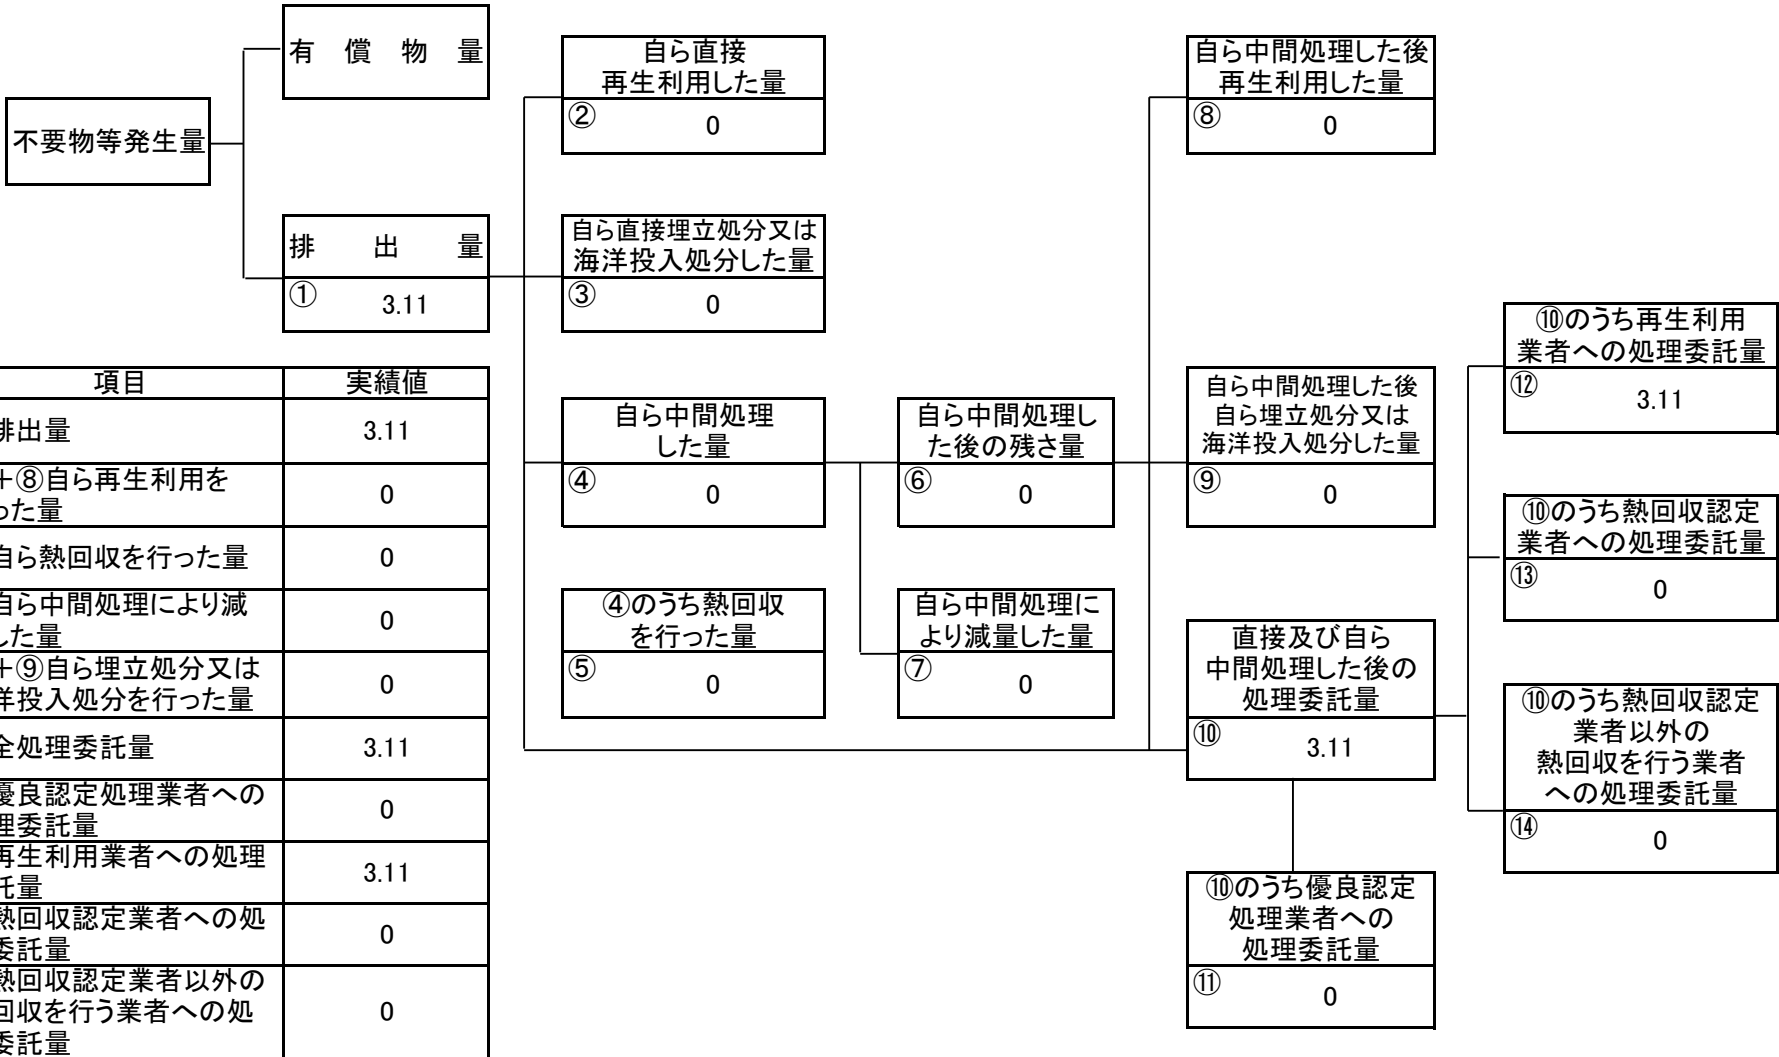 有償物量
不要物等発生量
排出量
① 3.11
自ら直接
再生利用した量
② 0
自ら直接埋立処分又は
海洋投入処分した量
③ 0
自ら中間処理
した量
④ 0
④のうち熱回収
を行った量
⑤ 0
自ら中間処理し
た後の残さ量
⑥ 0
自ら中間処理に
より減量した量
⑦ 0
自ら中間処理した後
再生利用した量
⑧ 0
自ら中間処理した後
自ら埋立処分又は
海洋投入処分した量
⑨ 0
直接及び自ら
中間処理した後の
処理委託量
⑩ 3.11
⑩のうち優良認定
処理業者への
処理委託量
⑪ 0
⑩のうち再生利用
業者への処理委託量
⑫ 3.11
⑩のうち熱回収認定
業者への処理委託量
⑬ 0
⑩のうち熱回収認定
業者以外の
熱回収を行う業者
への処理委託量
⑭ 0
項目 実績値
排出量 3.11
+⑧自ら再生利用を
った量 0
自ら熱回収を行った量 0
自ら中間処理により減
した量 0
+⑨自ら埋立処分又は
洋投入処分を行った量 0
全処理委託量 3.11
優良認定処理業者への
理委託量 0
再生利用業者への処理
託量 3.11
熱回収認定業者への処
委託量 0
熱回収認定業者以外の
回収を行う業者への処
委託量 0